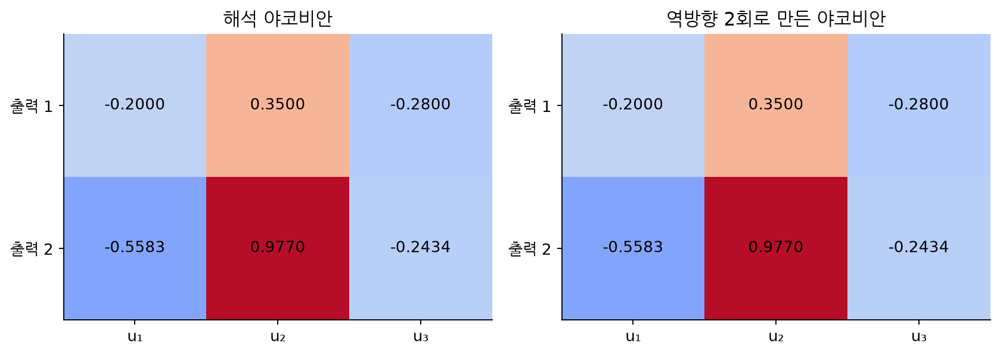 해석 야코비안
출력 1
-0.2000 0.3500 -0.2800
출력 2
-0.5583 0.9770 -0.2434
u₁ u₂ u₃
역방향 2회로 만든 야코비안
출력 1
-0.2000 0.3500 -0.2800
출력 2
-0.5583 0.9770 -0.2434
u₁ u₂ u₃